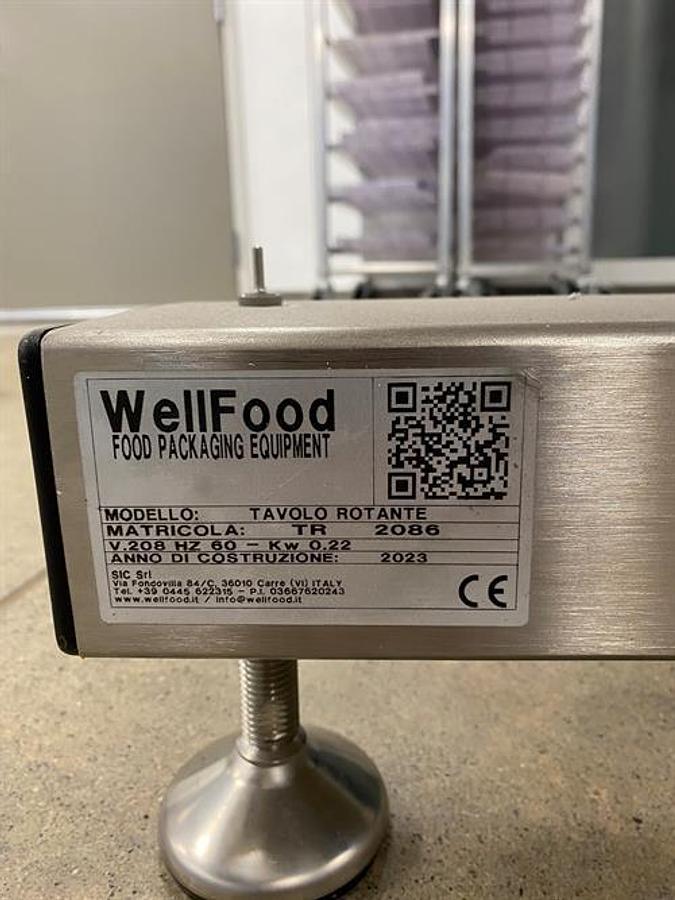 WellFood
FOOD PACKAGING EQUIPMENT
MODELLO: TAVOLO ROTANTE
MATRICOLA: TR 2086
V.208 HZ 60 - Kw 0.22
ANNO DI COSTRUZIONE: 2023
SIC Srl
Via Fondovilla 84/C, 36010 Carre (VI) ITALY
Tel. +39 0445 622315 - P.I. 03667620243
www.wellfood.it / info@wellfood.it
CE